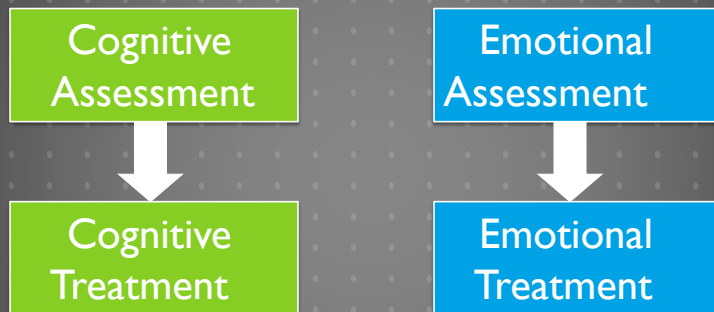 Cognitive
Assessment
Emotional
Assessment
Cognitive
Treatment
Emotional
Treatment